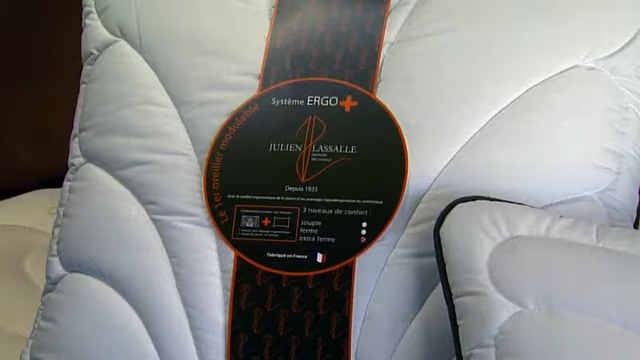 Système ERGO+
Le 1er oreiller modulable
JULIEN LASSALLE
Depuis 1935
3 niveaux de confort :
souple
ferme
extra ferme
Fabriqué en France